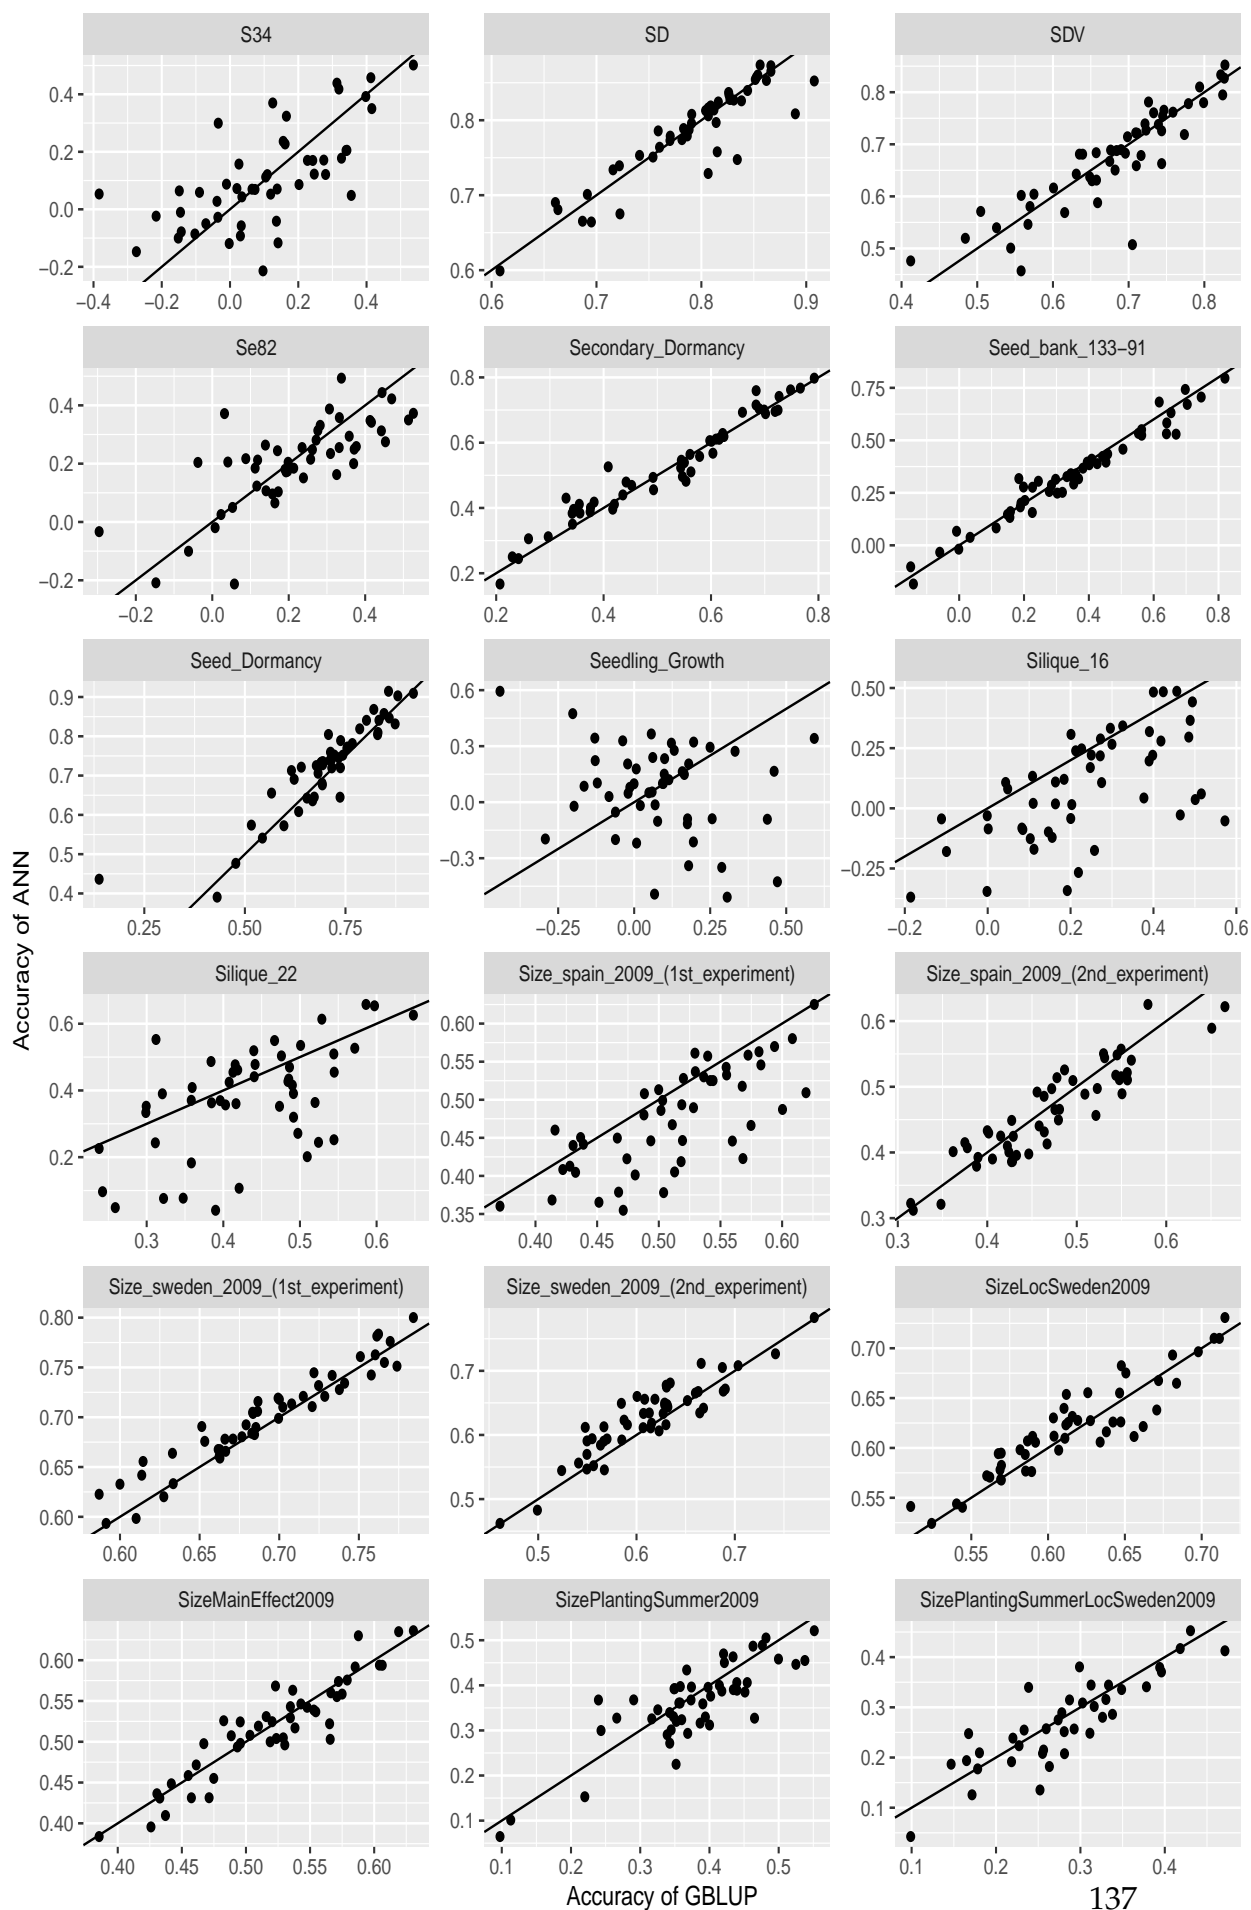 S34 SD SDV
0.4 0.2 0.0 −0.2
−0.4 −0.2 0.0 0.2 0.4
0.8 0.7 0.6
0.6 0.7 0.8 0.9
0.8 0.7 0.6 0.5
0.4 0.5 0.6 0.7 0.8
Se82 Secondary_Dormancy Seed_bank_133−91
0.4 0.2 0.0 −0.2
−0.2 0.0 0.2 0.4
0.8 0.6 0.4 0.2
0.2 0.4 0.6 0.8
0.75 0.50 0.25 0.00
0.0 0.2 0.4 0.6 0.8
Seed_Dormancy Seedling_Growth Silique_16
0.9 0.8 0.7 0.6 0.5 0.4
0.25 0.50 0.75
0.6 0.3 0.0 −0.3
−0.25 0.00 0.25 0.50
0.50 0.25 0.00 −0.25
−0.2 0.0 0.2 0.4 0.6
Accuracy of ANN
Silique_22 Size_spain_2009_(1st_experiment) Size_spain_2009_(2nd_experiment)
0.6 0.4 0.2
0.3 0.4 0.5 0.6
0.60 0.55 0.50 0.45 0.40 0.35
0.40 0.45 0.50 0.55 0.60
0.6 0.5 0.4 0.3
0.3 0.4 0.5 0.6
Size_sweden_2009_(1st_experiment) Size_sweden_2009_(2nd_experiment) SizeLocSweden2009
0.80 0.75 0.70 0.65 0.60
0.60 0.65 0.70 0.75
0.7 0.6 0.5
0.5 0.6 0.7
0.70 0.65 0.60 0.55
0.55 0.60 0.65 0.70
SizeMainEffect2009 SizePlantingSummer2009 SizePlantingSummerLocSweden2009
0.60 0.55 0.50 0.45 0.40
0.40 0.45 0.50 0.55 0.60
0.5 0.4 0.3 0.2 0.1
0.1 0.2 0.3 0.4 0.5
0.4 0.3 0.2 0.1
0.1 0.2 0.3 0.4
Accuracy of GBLUP
137